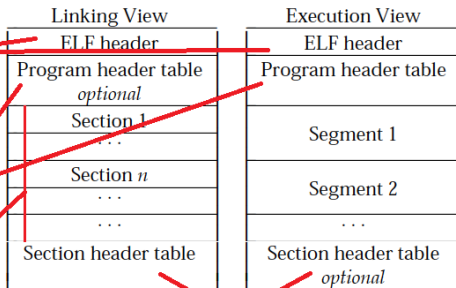 Linking View
ELF header
Program header table
optional
Section 1
. . .
Section n
. . .
. . .
Section header table
Execution View
ELF header
Program header table
Segment 1
Segment 2
. . .
Section header table
optional